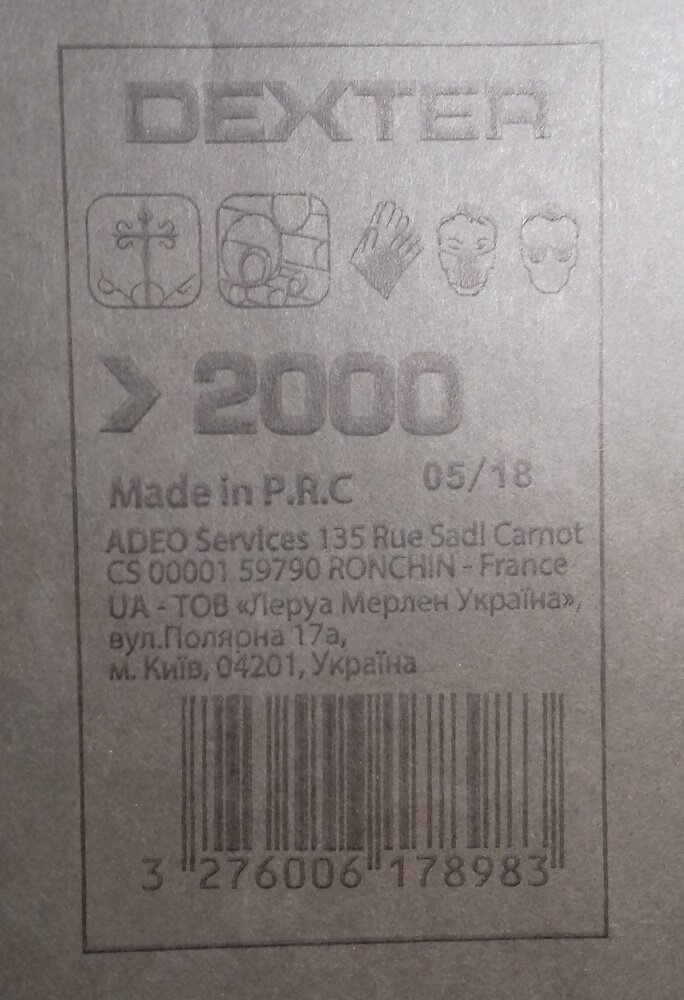 DEXTER
> 2000
Made in P.R.C 05/18
ADEO Services 135 Rue Sadi Carnot
CS 00001 59790 RONCHIN - France
UA - ТОВ «Леруа Мерлен Україна»,
вул.Полярна 17а,
м. Київ, 04201, Україна
3 276006 178983